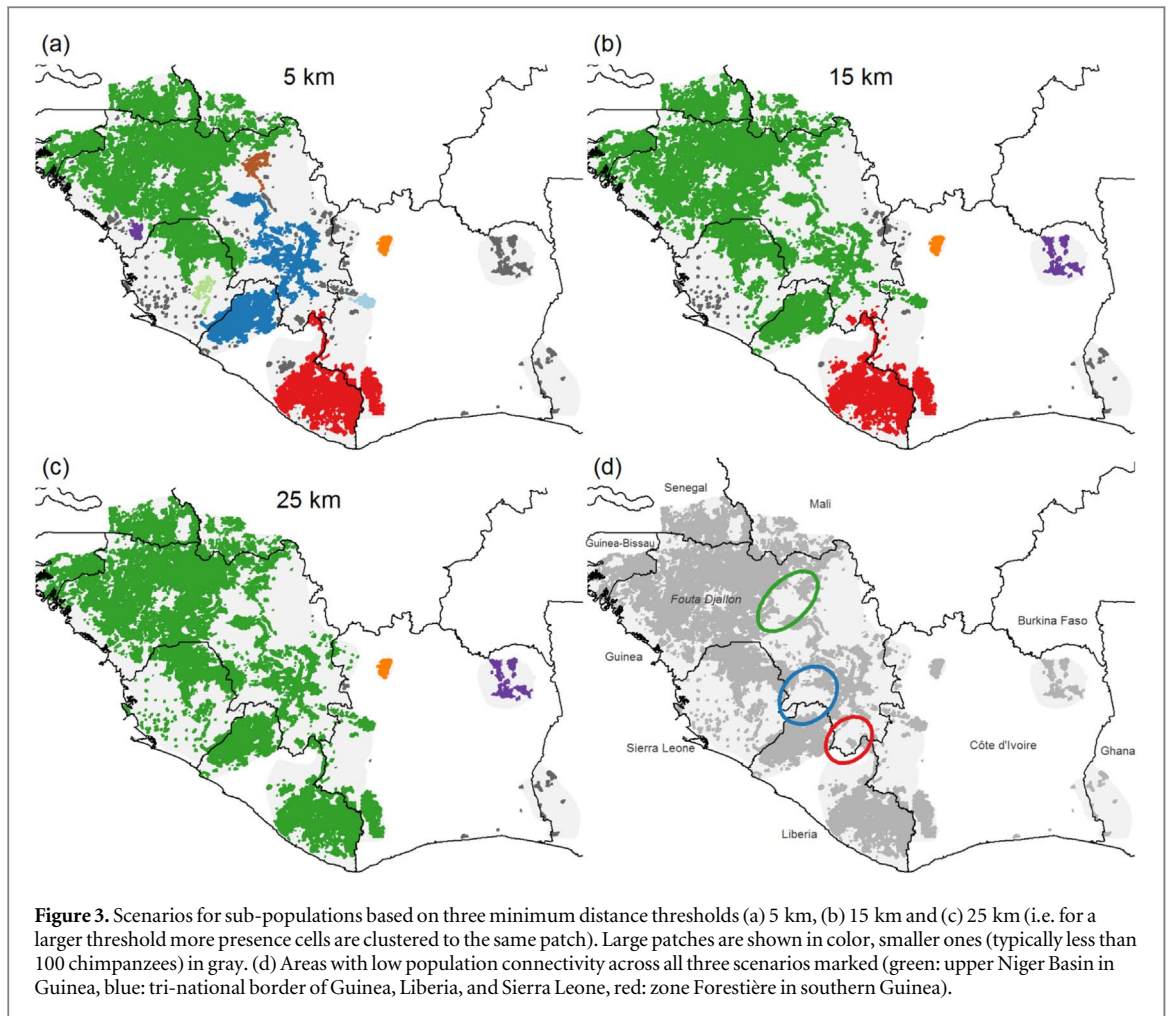 (a)
5 km
(b)
15 km
(c)
25 km
(d)
Senegal
Mali
Guinea-Bissau
Fouta Djallon
Burkina Faso
Guinea
Sierra Leone
Côte d'Ivoire
Ghana
Liberia
Figure 3. Scenarios for sub-populations based on three minimum distance thresholds (a) 5 km, (b) 15 km and (c) 25 km (i.e. for a
larger threshold more presence cells are clustered to the same patch). Large patches are shown in color, smaller ones (typically less than
100 chimpanzees) in gray. (d) Areas with low population connectivity across all three scenarios marked (green: upper Niger Basin in
Guinea, blue: tri-national border of Guinea, Liberia, and Sierra Leone, red: zone Forestière in southern Guinea).